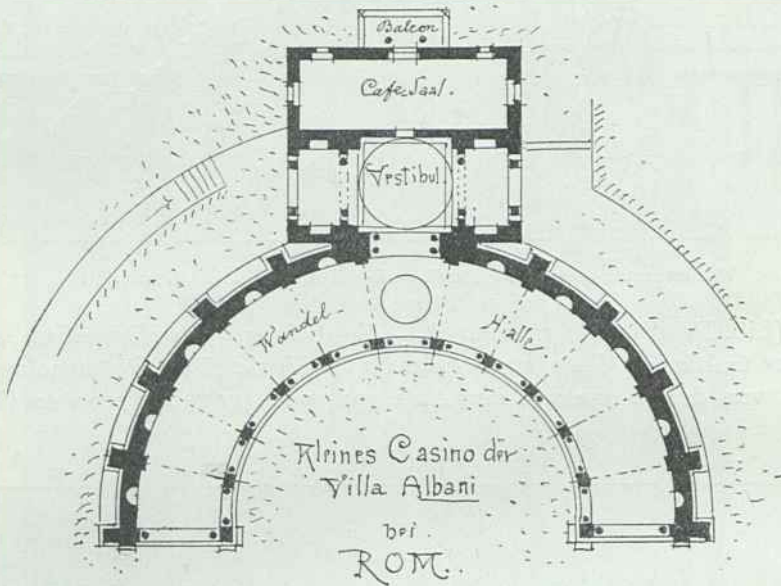 Balcon
Cafe-Saal.
Vestibul.
Wandel-
Halle.
Kleines Casino der
Villa Albani
bei
ROM.